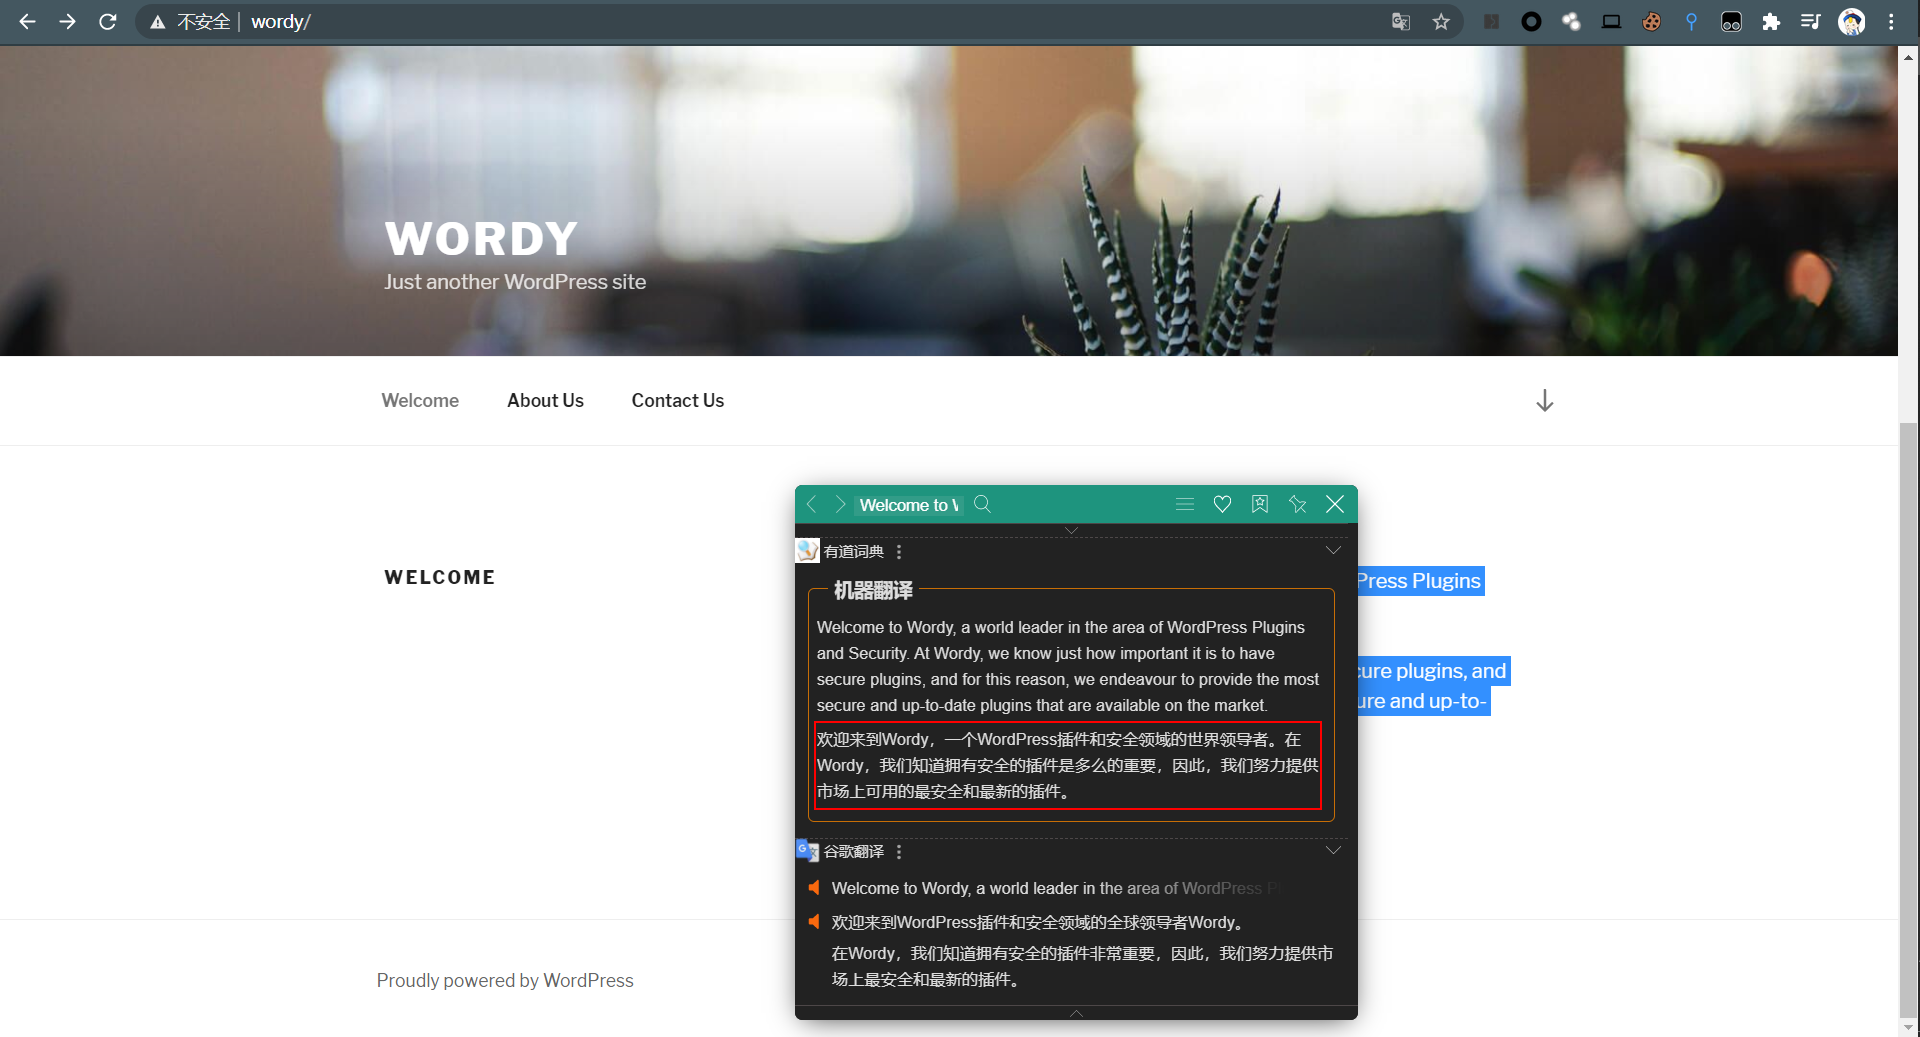 不安全 | wordy/
WORDY
Just another WordPress site
Welcome
About Us
Contact Us
WELCOME
Press Plugins
cure plugins, and
ure and up-to-
Welcome to
有道词典
机器翻译
Welcome to Wordy, a world leader in the area of WordPress Plugins
and Security. At Wordy, we know just how important it is to have
secure plugins, and for this reason, we endeavour to provide the most
secure and up-to-date plugins that are available on the market.
欢迎来到Wordy，一个WordPress插件和安全领域的世界领导者。在
Wordy，我们知道拥有安全的插件是多么的重要，因此，我们努力提供
市场上可用的最安全和最新的插件。
谷歌翻译
Welcome to Wordy, a world leader in the area of WordPress P
欢迎来到WordPress插件和安全领域的全球领导者Wordy。
在Wordy，我们知道拥有安全的插件非常重要，因此，我们努力提供市
场上最安全和最新的插件。
Proudly powered by WordPress